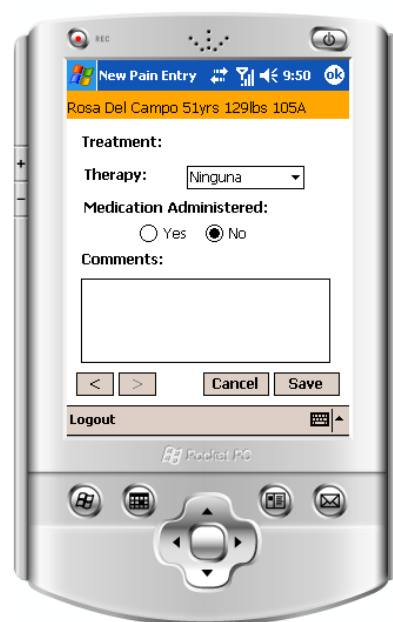 REC
New Pain Entry 9:50 ok
Rosa Del Campo 51yrs 129lbs 105A
Treatment:
Therapy: Ninguna
Medication Administered:
Yes No
Comments:
< > Cancel Save
Logout
Pocket PC